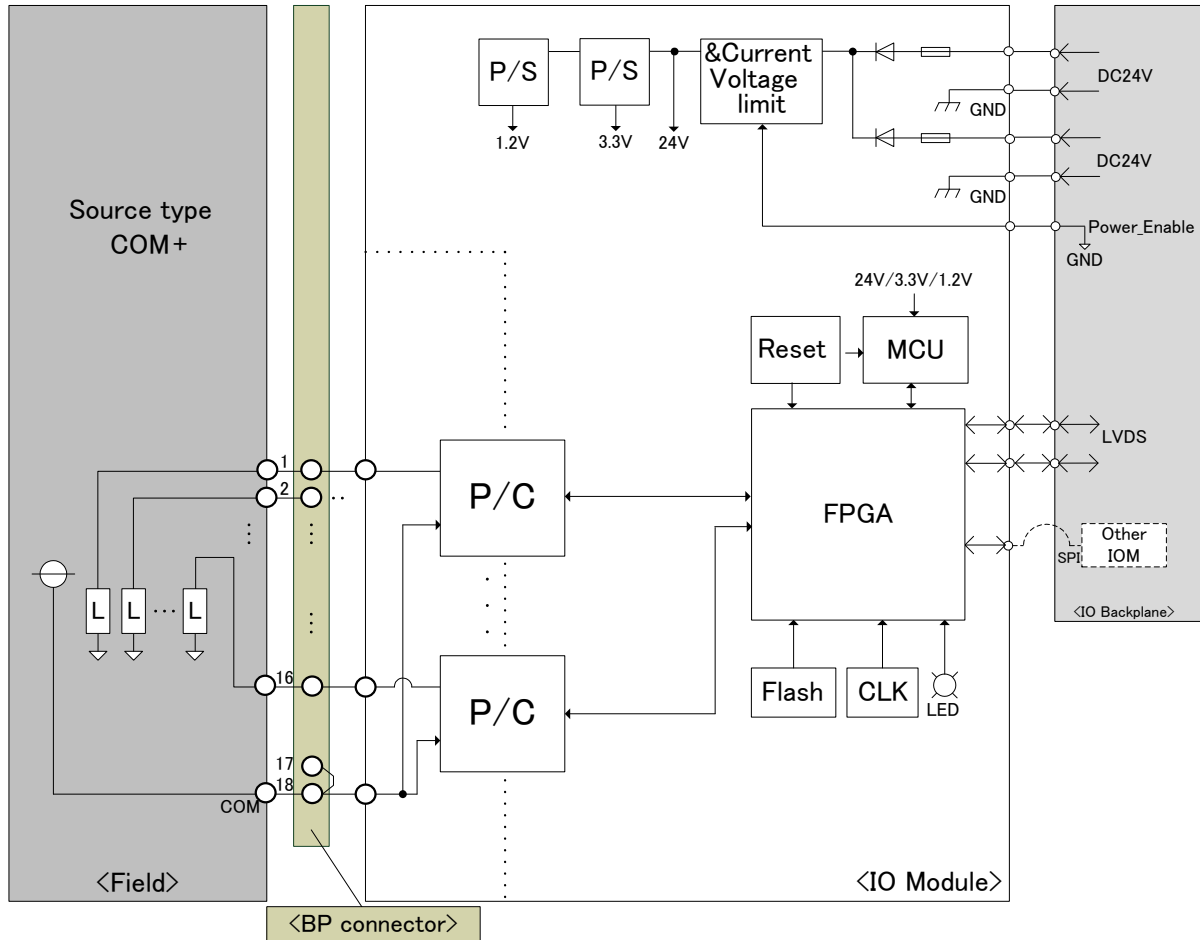 P/S
P/S
&Current
Voltage
limit
1.2V
3.3V
24V
DC24V
GND
DC24V
GND
Power_Enable
GND
Source type
COM+
24V/3.3V/1.2V
Reset
MCU
LVDS
1
2
P/C
FPGA
Other
IOM
SPI
<IO Backplane>
L
L
L
16
P/C
Flash
CLK
LED
17
18
COM
<Field>
<IO Module>
<BP connector>